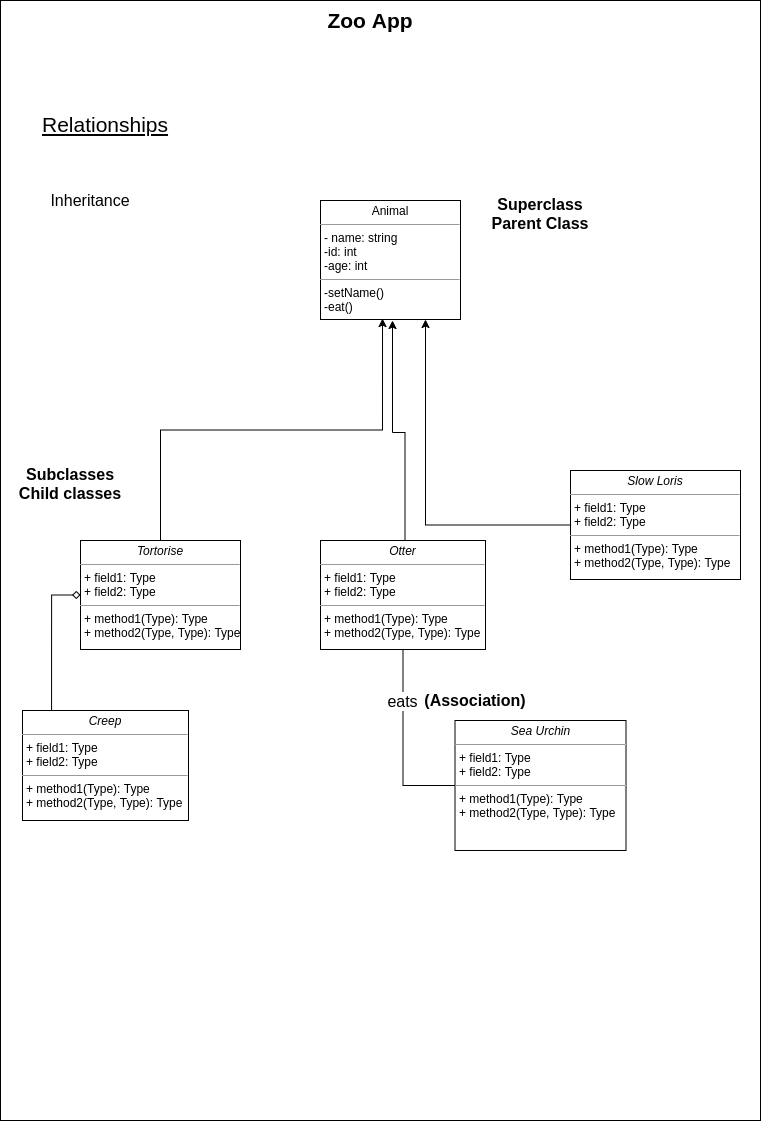 Zoo App
Relationships
Inheritance
Superclass
Parent Class
Animal
- name: string
-id: int
-age: int
-setName()
-eat()
Subclasses
Child classes
Slow Loris
+ field1: Type
+ field2: Type
+ method1(Type): Type
+ method2(Type, Type): Type
Tortorise
+ field1: Type
+ field2: Type
+ method1(Type): Type
+ method2(Type, Type): Type
Otter
+ field1: Type
+ field2: Type
+ method1(Type): Type
+ method2(Type, Type): Type
eats (Association)
Creep
+ field1: Type
+ field2: Type
+ method1(Type): Type
+ method2(Type, Type): Type
Sea Urchin
+ field1: Type
+ field2: Type
+ method1(Type): Type
+ method2(Type, Type): Type